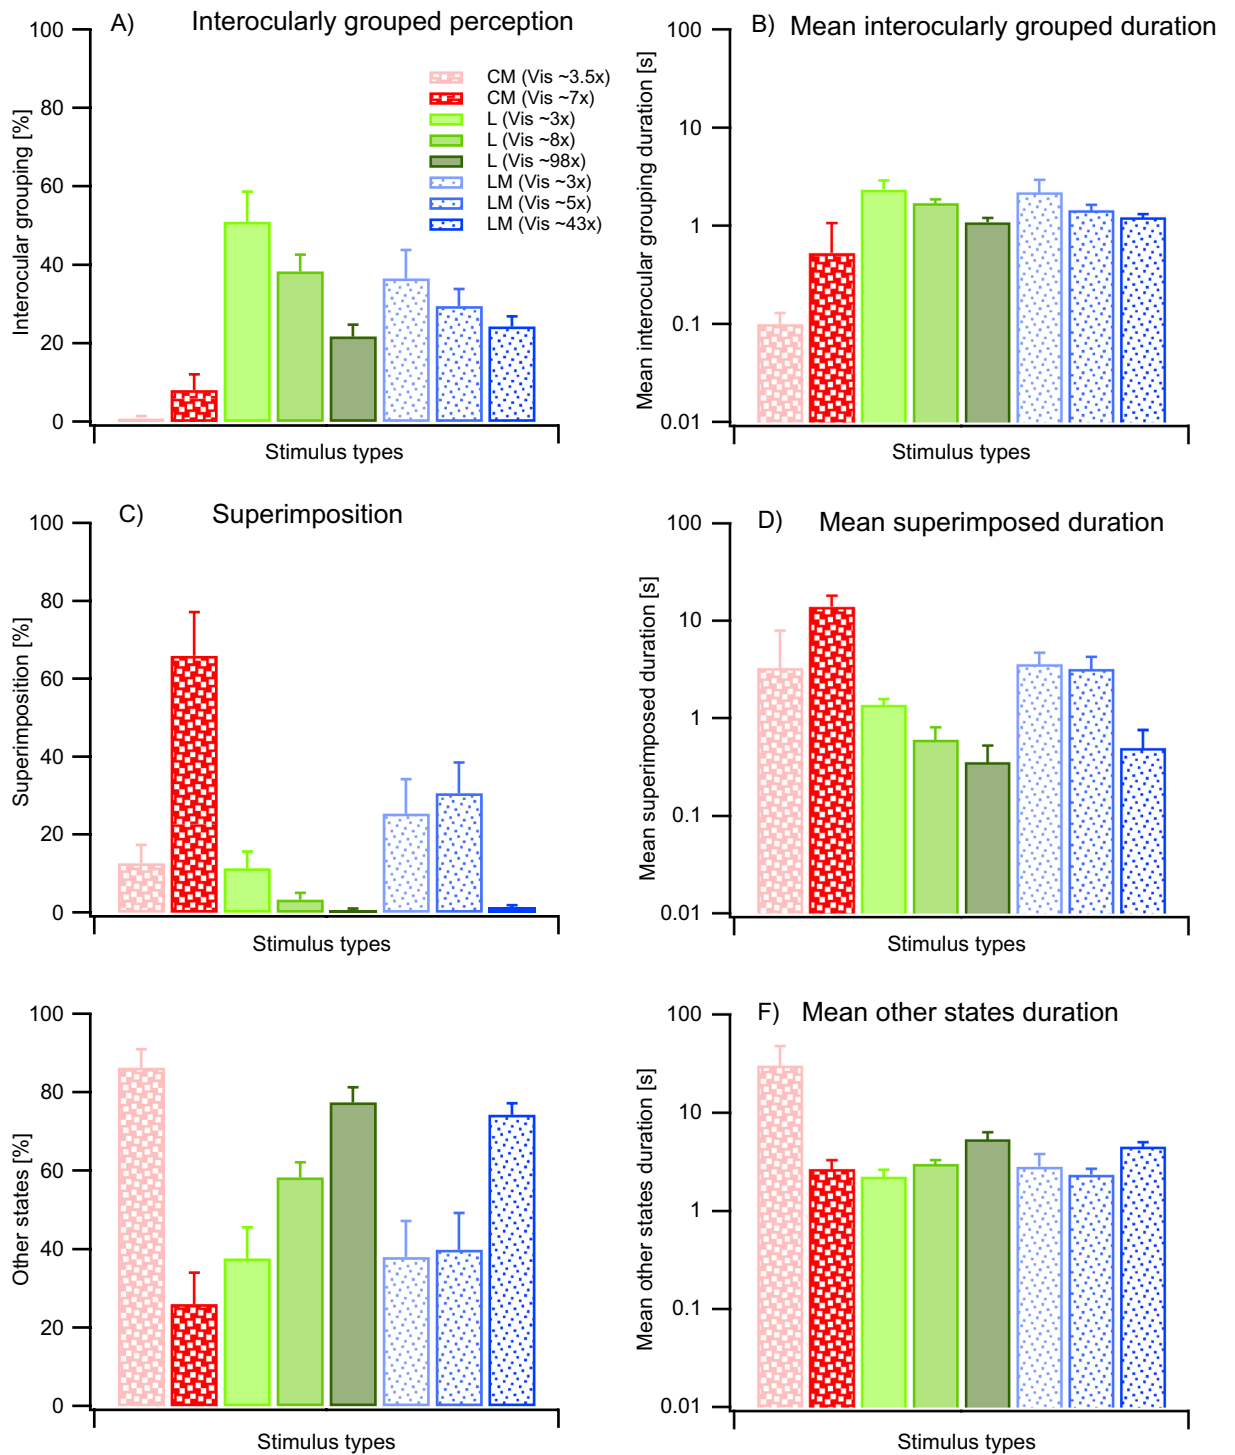 A) Interocularly grouped perception
100
80
60
40
20
0
Interocular grouping [%]
CM (Vis ~3.5x)
CM (Vis ~7x)
L (Vis ~3x)
L (Vis ~8x)
L (Vis ~98x)
LM (Vis ~3x)
LM (Vis ~5x)
LM (Vis ~43x)
Stimulus types
B) Mean interocularly grouped duration
100
10
1
0.1
0.01
Mean interocular grouping duration [s]
Stimulus types
C) Superimposition
100
80
60
40
20
0
Superimposition [%]
Stimulus types
D) Mean superimposed duration
100
10
1
0.1
0.01
Mean superimposed duration [s]
Stimulus types
100
80
60
40
20
0
Other states [%]
Stimulus types
F) Mean other states duration
100
10
1
0.1
0.01
Mean other states duration [s]
Stimulus types